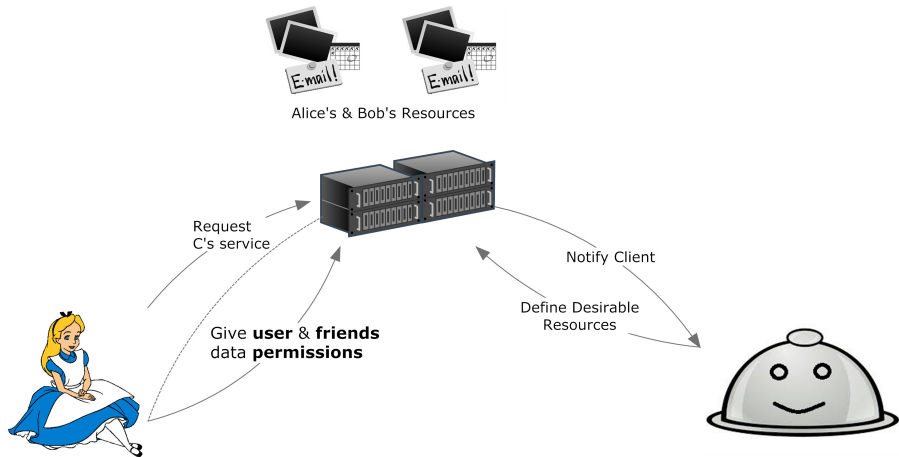 E-mail!
E-mail!
Alice's & Bob's Resources
Request
C's service
Notify Client
Define Desirable
Resources
Give user & friends
data permissions